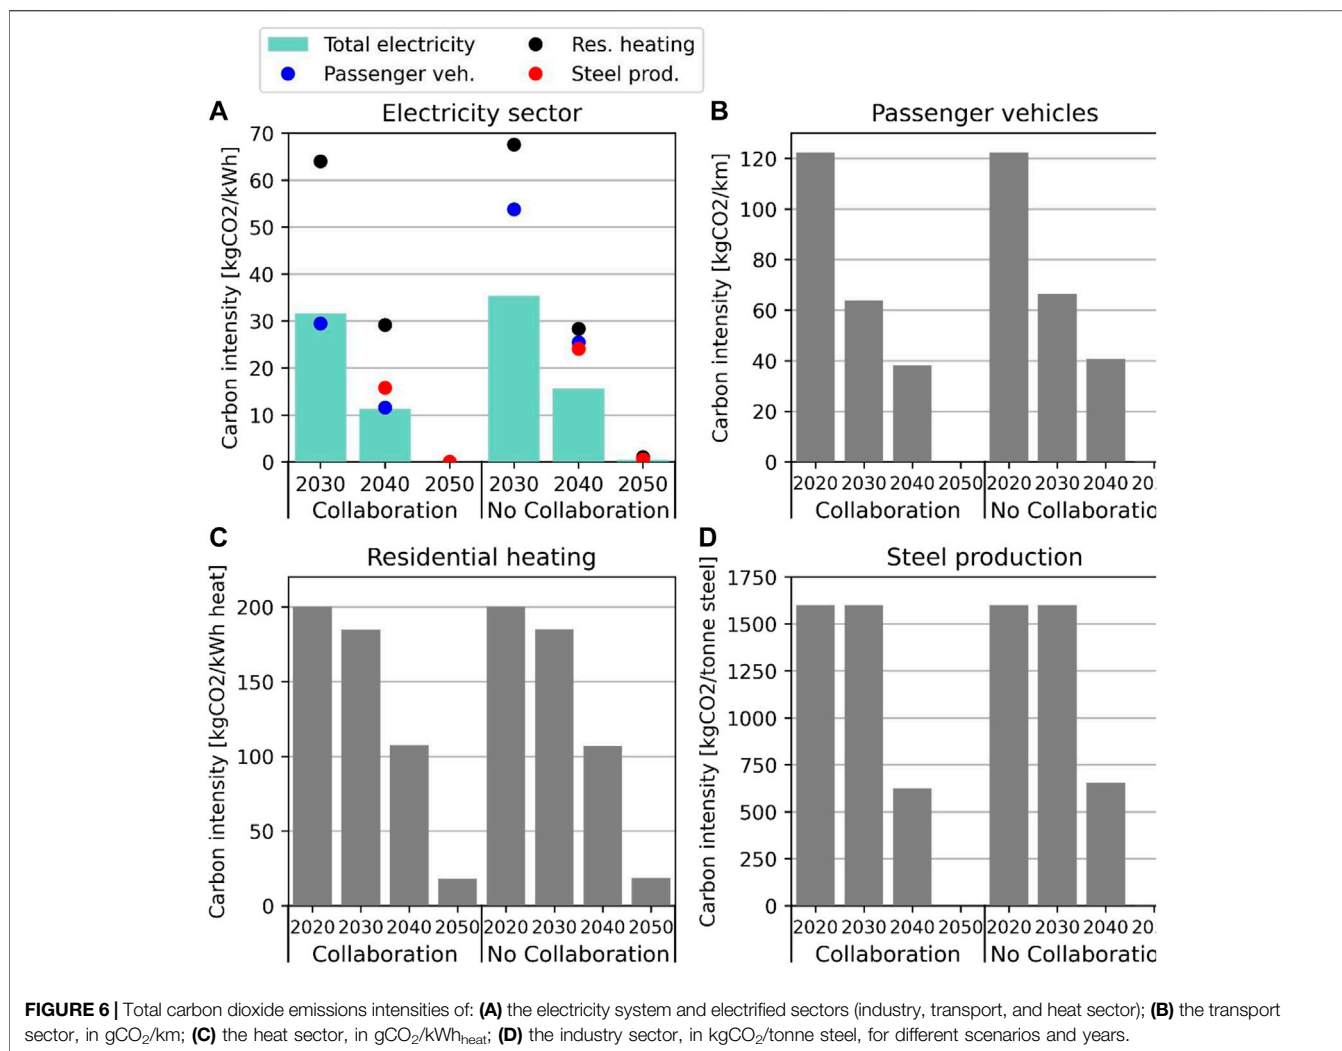 Total electricity
Passenger veh.
Res. heating
Steel prod.
A
Electricity sector
Carbon intensity [kgCO2/kWh]
70
60
50
40
30
20
10
0
2030 2040 2050 2030 2040 2050
Collaboration No Collaboration
B
Passenger vehicles
Carbon intensity [kgCO2/km]
120
100
80
60
40
20
0
2020 2030 2040 2050 2020 2030 2040 20
Collaboration No Collaboratio
C
Residential heating
Carbon intensity [kgCO2/kWh heat]
200
150
100
50
0
2020 2030 2040 2050 2020 2030 2040 2050
Collaboration No Collaboration
D
Steel production
Carbon intensity [kgCO2/tonne steel]
1750
1500
1250
1000
750
500
250
0
2020 2030 2040 2050 2020 2030 2040 20
Collaboration No Collaboratio
FIGURE 6 | Total carbon dioxide emissions intensities of: (A) the electricity system and electrified sectors (industry, transport, and heat sector); (B) the transport
sector, in gCO₂/km; (C) the heat sector, in gCO₂/kWhheat; (D) the industry sector, in kgCO₂/tonne steel, for different scenarios and years.